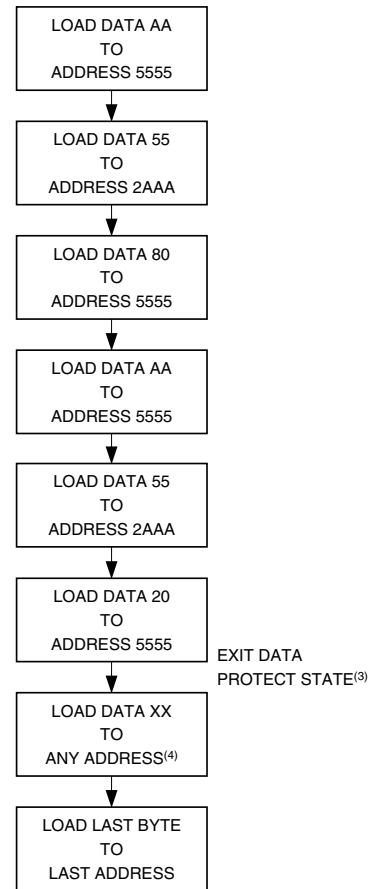 LOAD DATA AA
TO
ADDRESS 5555
LOAD DATA 55
TO
ADDRESS 2AAA
LOAD DATA 80
TO
ADDRESS 5555
LOAD DATA AA
TO
ADDRESS 5555
LOAD DATA 55
TO
ADDRESS 2AAA
LOAD DATA 20
TO
ADDRESS 5555
EXIT DATA
PROTECT STATE(3)
LOAD DATA XX
TO
ANY ADDRESS(4)
LOAD LAST BYTE
TO
LAST ADDRESS